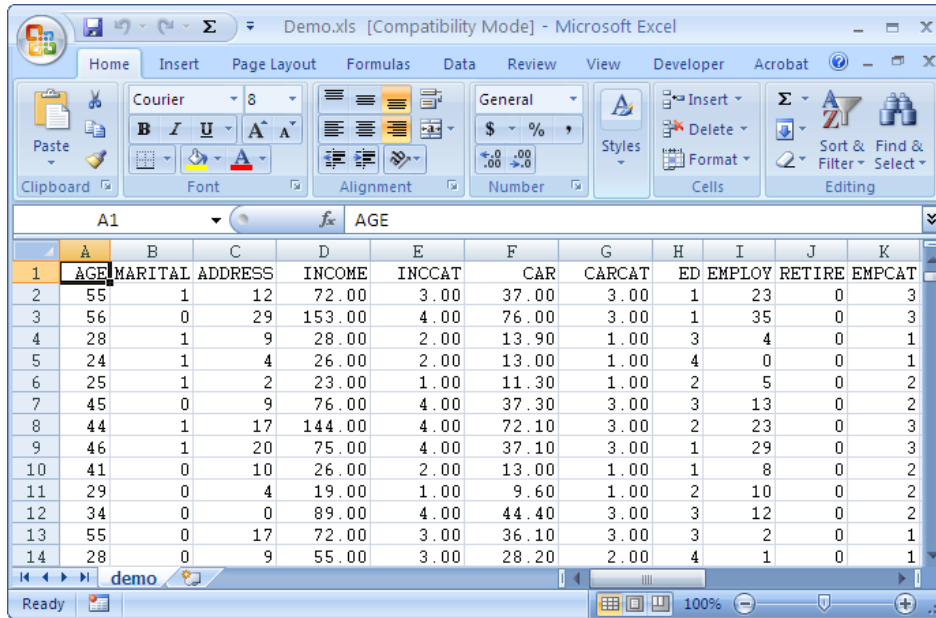 Demo.xls [Compatibility Mode] - Microsoft Excel
Home Insert Page Layout Formulas Data Review View Developer Acrobat
Paste
Courier 8
B I U A A
A
General
$ % ,
.0 .00
.00 .0
Styles
Insert
Delete
Format
Σ
A
Z
Sort & Find &
Filter Select
Clipboard Font Alignment Number Cells Editing
A1 fx AGE
A B C D E F G H I J K
1 AGE MARITAL ADDRESS INCOME INCCAT CAR CARCAT ED EMPLOY RETIRE EMPCAT
2 55 1 12 72.00 3.00 37.00 3.00 1 23 0 3
3 56 0 29 153.00 4.00 76.00 3.00 1 35 0 3
4 28 1 9 28.00 2.00 13.90 1.00 3 4 0 1
5 24 1 4 26.00 2.00 13.00 1.00 4 0 0 1
6 25 1 2 23.00 1.00 11.30 1.00 2 5 0 2
7 45 0 9 76.00 4.00 37.30 3.00 3 13 0 2
8 44 1 17 144.00 4.00 72.10 3.00 2 23 0 3
9 46 1 20 75.00 4.00 37.10 3.00 1 29 0 3
10 41 0 10 26.00 2.00 13.00 1.00 1 8 0 2
11 29 0 4 19.00 1.00 9.60 1.00 2 10 0 2
12 34 0 0 89.00 4.00 44.40 3.00 3 12 0 2
13 55 0 17 72.00 3.00 36.10 3.00 3 2 0 1
14 28 0 9 55.00 3.00 28.20 2.00 4 1 0 1
demo
Ready 100%